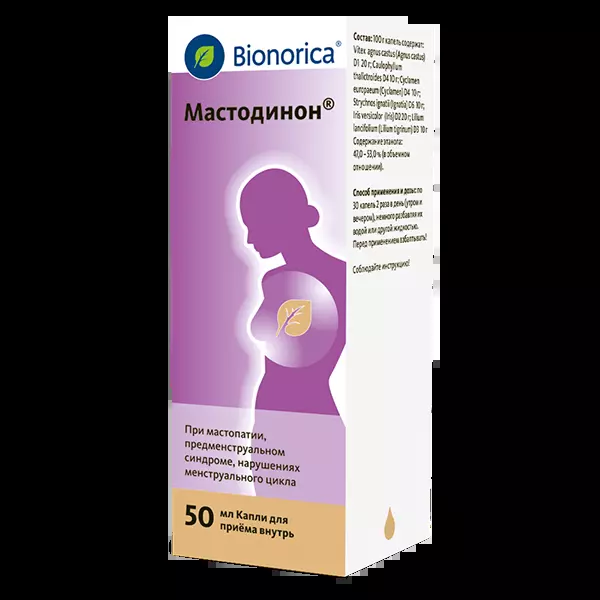 Bionorica®
Мастодинон®
При мастопатии,
предменструальном
синдроме, нарушениях
менструального цикла
50 мл Капли для
приёма внутрь
Состав: 100 г капель содержат:
Vitex agnus castus (Agnus castus)
D1 20 г; Caulophyllum
thalictroides D4 10 г; Cyclamen
europaeum (Cyclamen) D4 10 г;
Strychnos ignatii (Ignatia) D6 10 г;
Iris versicolor (Iris) D2 20 г; Lilium
lancifolium (Lilium tigrinum) D3 10 г
Содержание этанола:
47,0 – 53,0 % (в объемном
отношении).
Способ применения и дозы: по
30 капель 2 раза в день (утром и
вечером), немного разбавляя их
водой или другой жидкостью.
Перед применением взбалтывать!
Соблюдайте инструкцию!